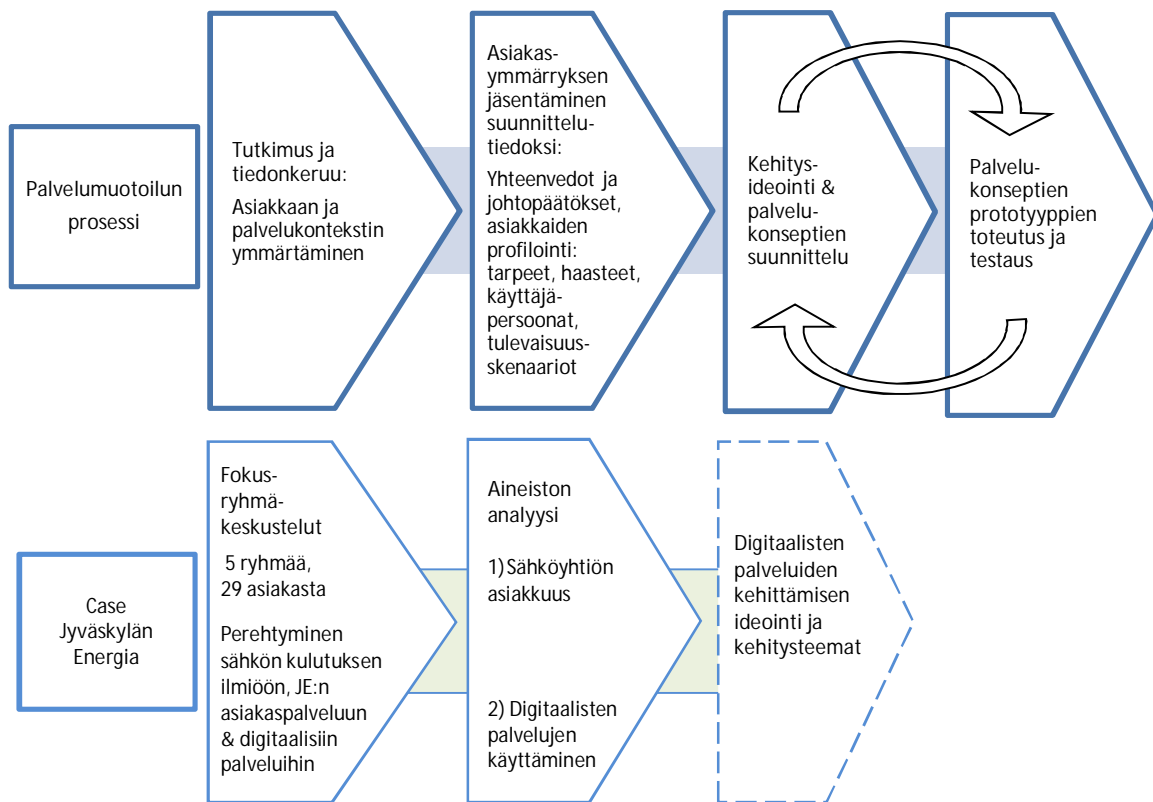 Palvelumuotoilun
prosessi
Tutkimus ja
tiedonkeruu:
Asiakkaan ja
palvelukontekstin
ymmärtäminen
Asiakas-
ymmärryksen
jäsentäminen
suunnittelu-
tiedoksi:
Yhteenvedot ja
johtopäätökset,
asiakkaiden
profilointi:
tarpeet, haasteet,
käyttäjä-
persoonat,
tulevaisuus-
skenaariot
Kehitys-
ideointi &
palvelu-
konseptien
suunnittelu
Palvelu-
konseptien
prototyyppien
toteutus ja
testaus
Case
Jyväskylän
Energia
Fokus-
ryhmä-
keskustelut
5 ryhmää,
29 asiakasta
Perehtyminen
sähkön kulutuksen
ilmiöön, JE:n
asiakaspalveluun
& digitaalisiin
palveluihin
Aineiston
analyysi
1) Sähköyhtiön
asiakkuus
2) Digitaalisten
palvelujen
käyttäminen
Digitaalisten
palveluiden
kehittämisen
ideointi ja
kehitysteemat